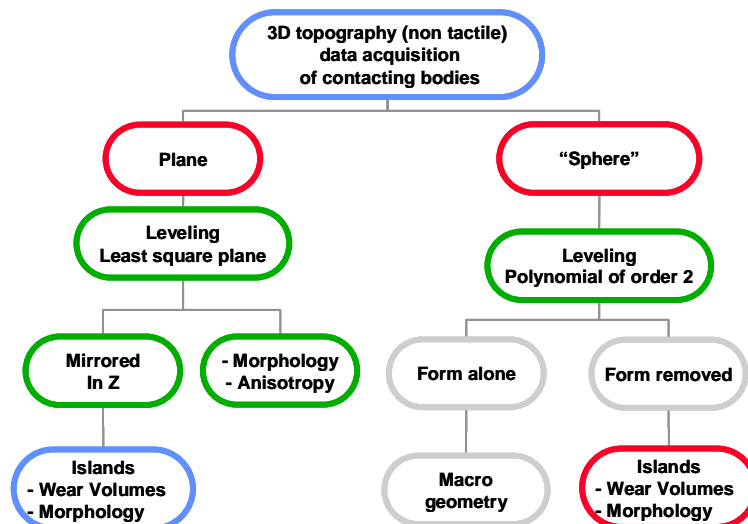 3D topography (non tactile)
data acquisition
of contacting bodies
Plane
“Sphere”
Leveling
Least square plane
Leveling
Polynomial of order 2
Mirrored
In Z
- Morphology
- Anisotropy
Form alone
Form removed
Islands
- Wear Volumes
- Morphology
Macro
geometry
Islands
- Wear Volumes
- Morphology